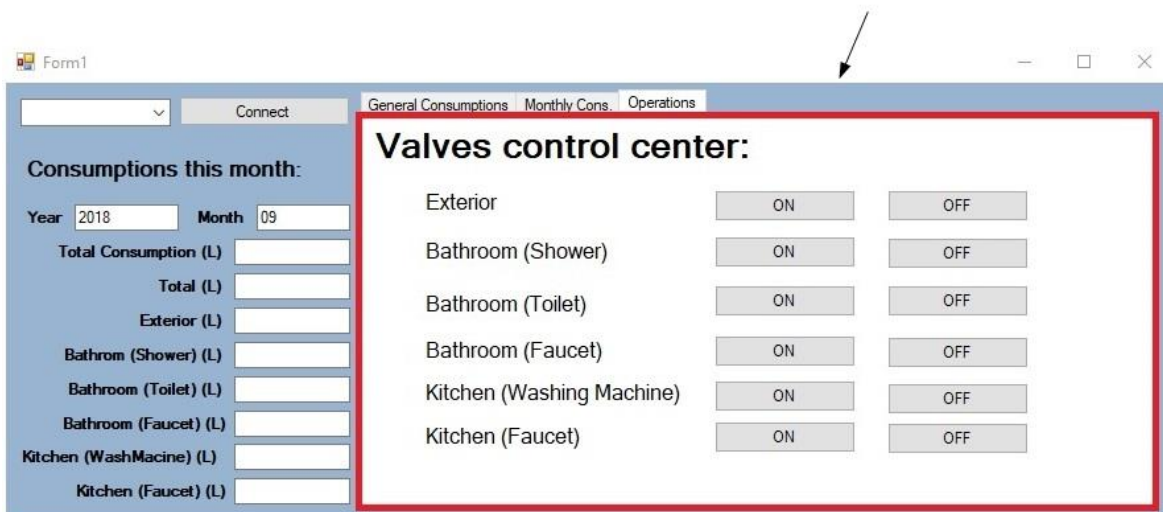 Form1
Connect
General Consumptions Monthly Cons. Operations
Consumptions this month:
Year 2018 Month 09
Total Consumption (L)
Total (L)
Exterior (L)
Bathrom (Shower) (L)
Bathroom (Toilet) (L)
Bathroom (Faucet) (L)
Kitchen (WashMacine) (L)
Kitchen (Faucet) (L)
Valves control center:
Exterior ON OFF
Bathroom (Shower) ON OFF
Bathroom (Toilet) ON OFF
Bathroom (Faucet) ON OFF
Kitchen (Washing Machine) ON OFF
Kitchen (Faucet) ON OFF